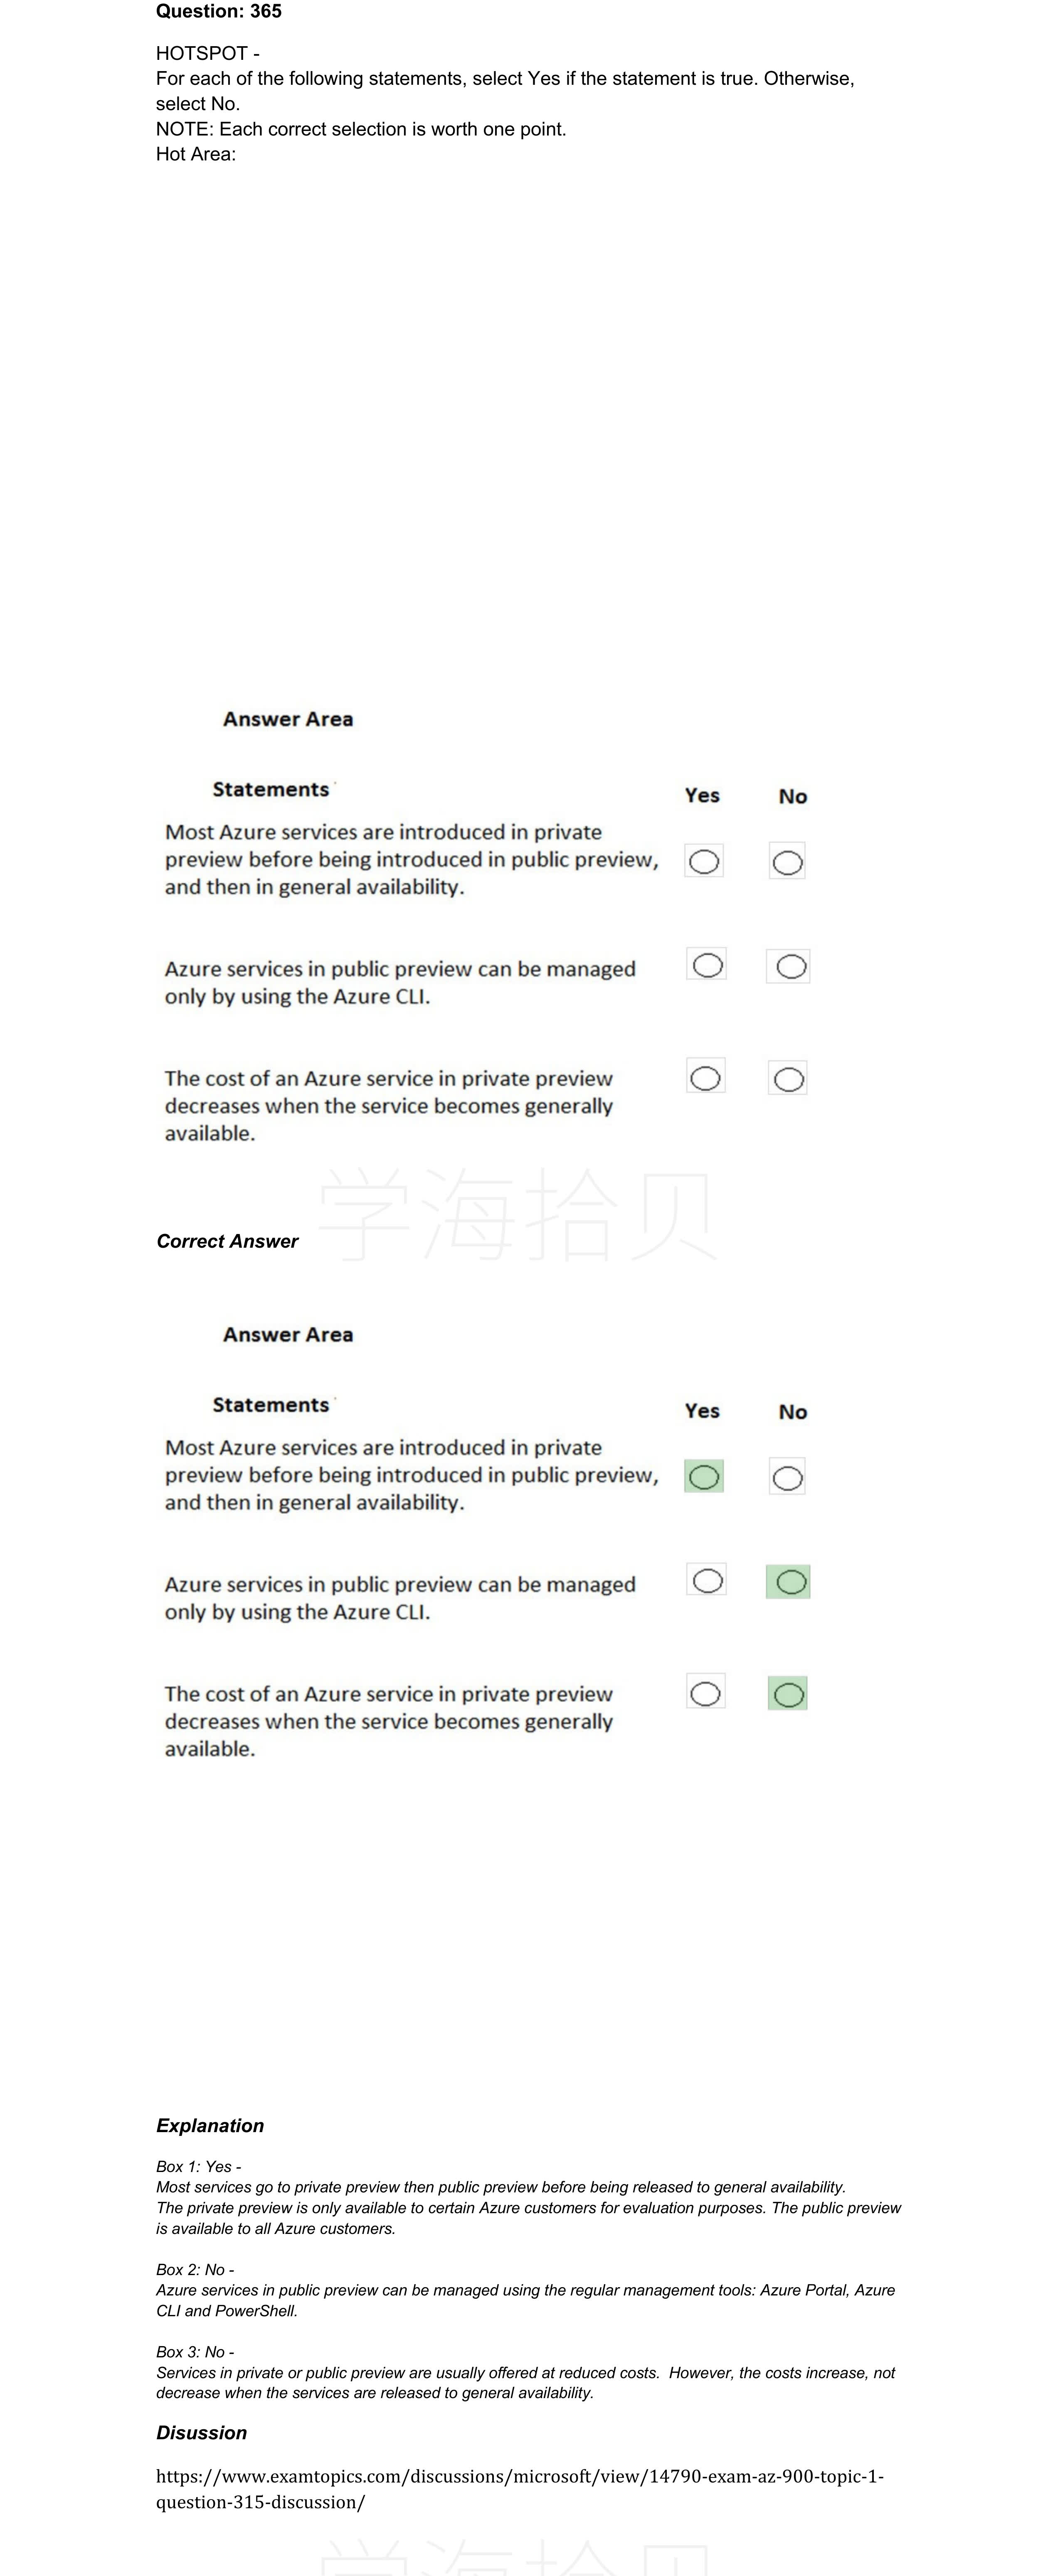 Question: 365
HOTSPOT -
For each of the following statements, select Yes if the statement is true. Otherwise,
select No.
NOTE: Each correct selection is worth one point.
Hot Area:
Answer Area
Statements
Yes No
Most Azure services are introduced in private
preview before being introduced in public preview,
and then in general availability.
Azure services in public preview can be managed
only by using the Azure CLI.
The cost of an Azure service in private preview
decreases when the service becomes generally
available.
学海拾贝
Correct Answer
Answer Area
Statements
Yes No
Most Azure services are introduced in private
preview before being introduced in public preview,
and then in general availability.
Azure services in public preview can be managed
only by using the Azure CLI.
The cost of an Azure service in private preview
decreases when the service becomes generally
available.
Explanation
Box 1: Yes -
Most services go to private preview then public preview before being released to general availability.
The private preview is only available to certain Azure customers for evaluation purposes. The public preview
is available to all Azure customers.
Box 2: No -
Azure services in public preview can be managed using the regular management tools: Azure Portal, Azure
CLI and PowerShell.
Box 3: No -
Services in private or public preview are usually offered at reduced costs. However, the costs increase, not
decrease when the services are released to general availability.
Disussion
https://www.examtopics.com/discussions/microsoft/view/14790-exam-az-900-topic-1-
question-315-discussion/